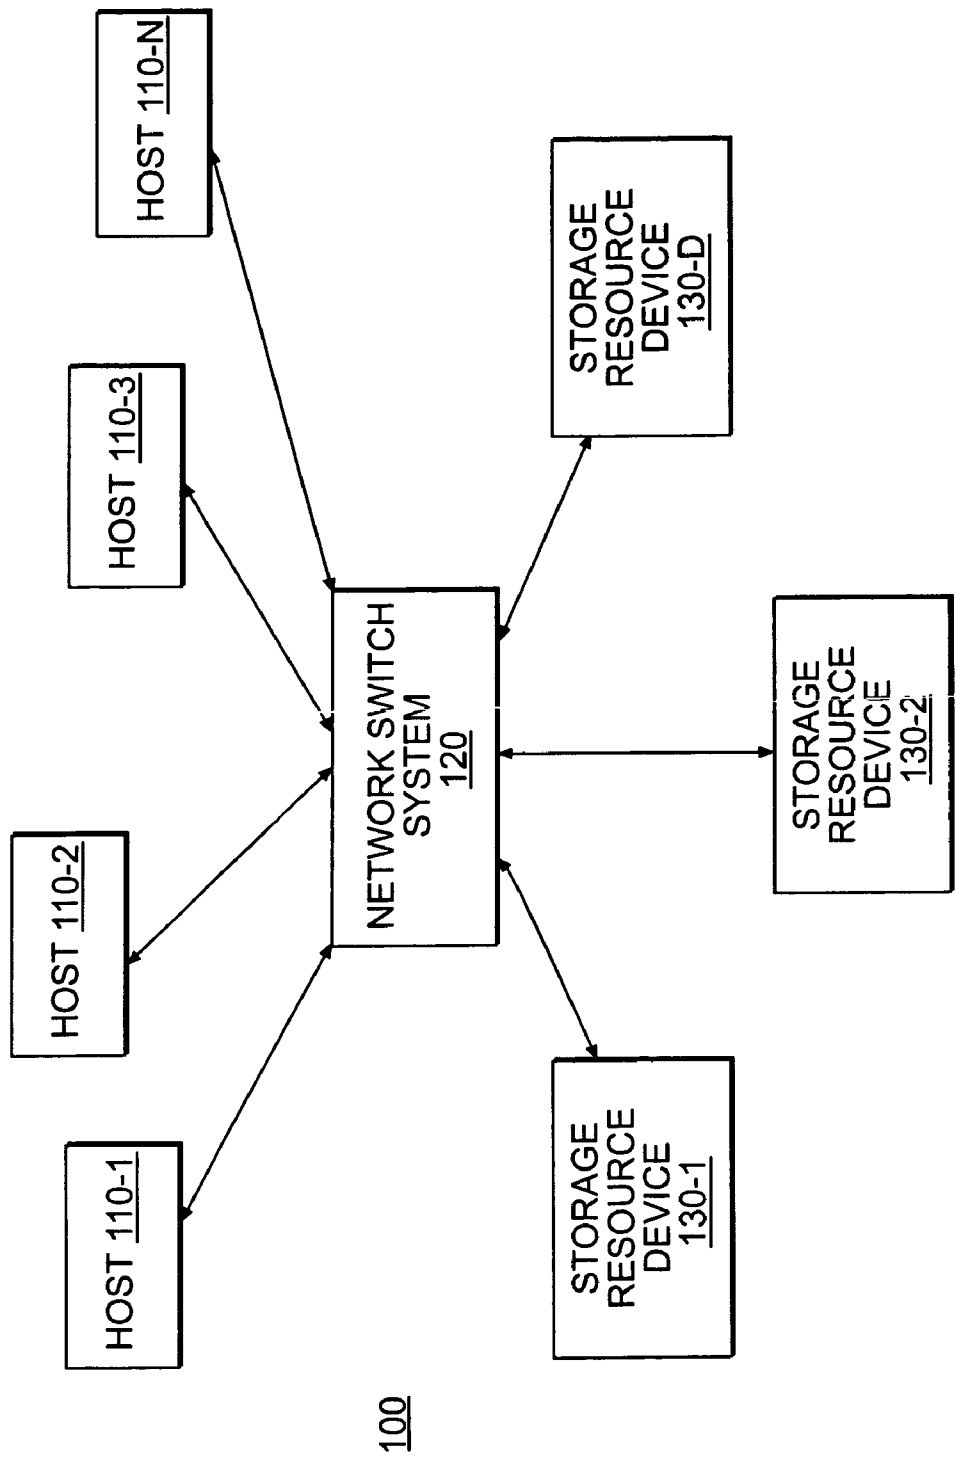 HOST 110-1
HOST 110-2
HOST 110-3
HOST 110-N
NETWORK SWITCH
SYSTEM
120
STORAGE
RESOURCE
DEVICE
130-1
STORAGE
RESOURCE
DEVICE
130-2
STORAGE
RESOURCE
DEVICE
130-D
100